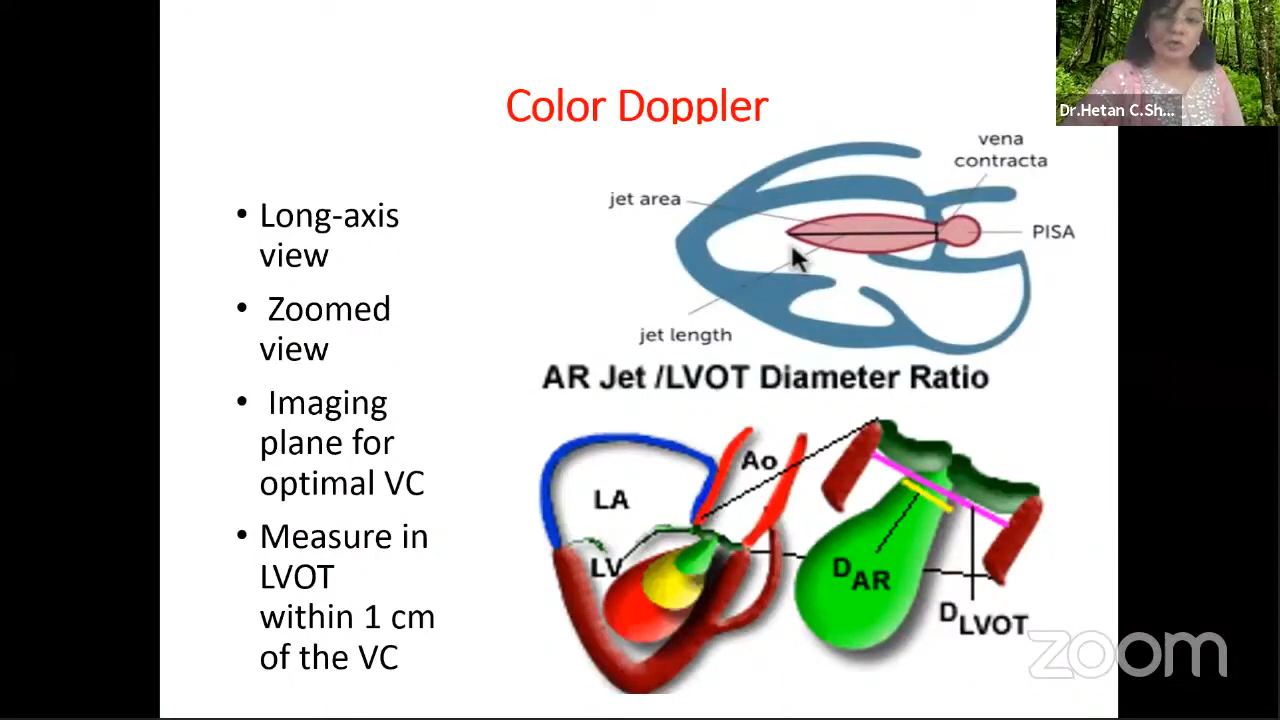 Dr.Hetan C.Sh...
Color Doppler
• Long-axis
view
• Zoomed
view
• Imaging
plane for
optimal VC
• Measure in
LVOT
within 1 cm
of the VC
vena
contracta
jet area
PISA
jet length
AR Jet /LVOT Diameter Ratio
Ao
LA
LV
D AR
D LVOT
zoom